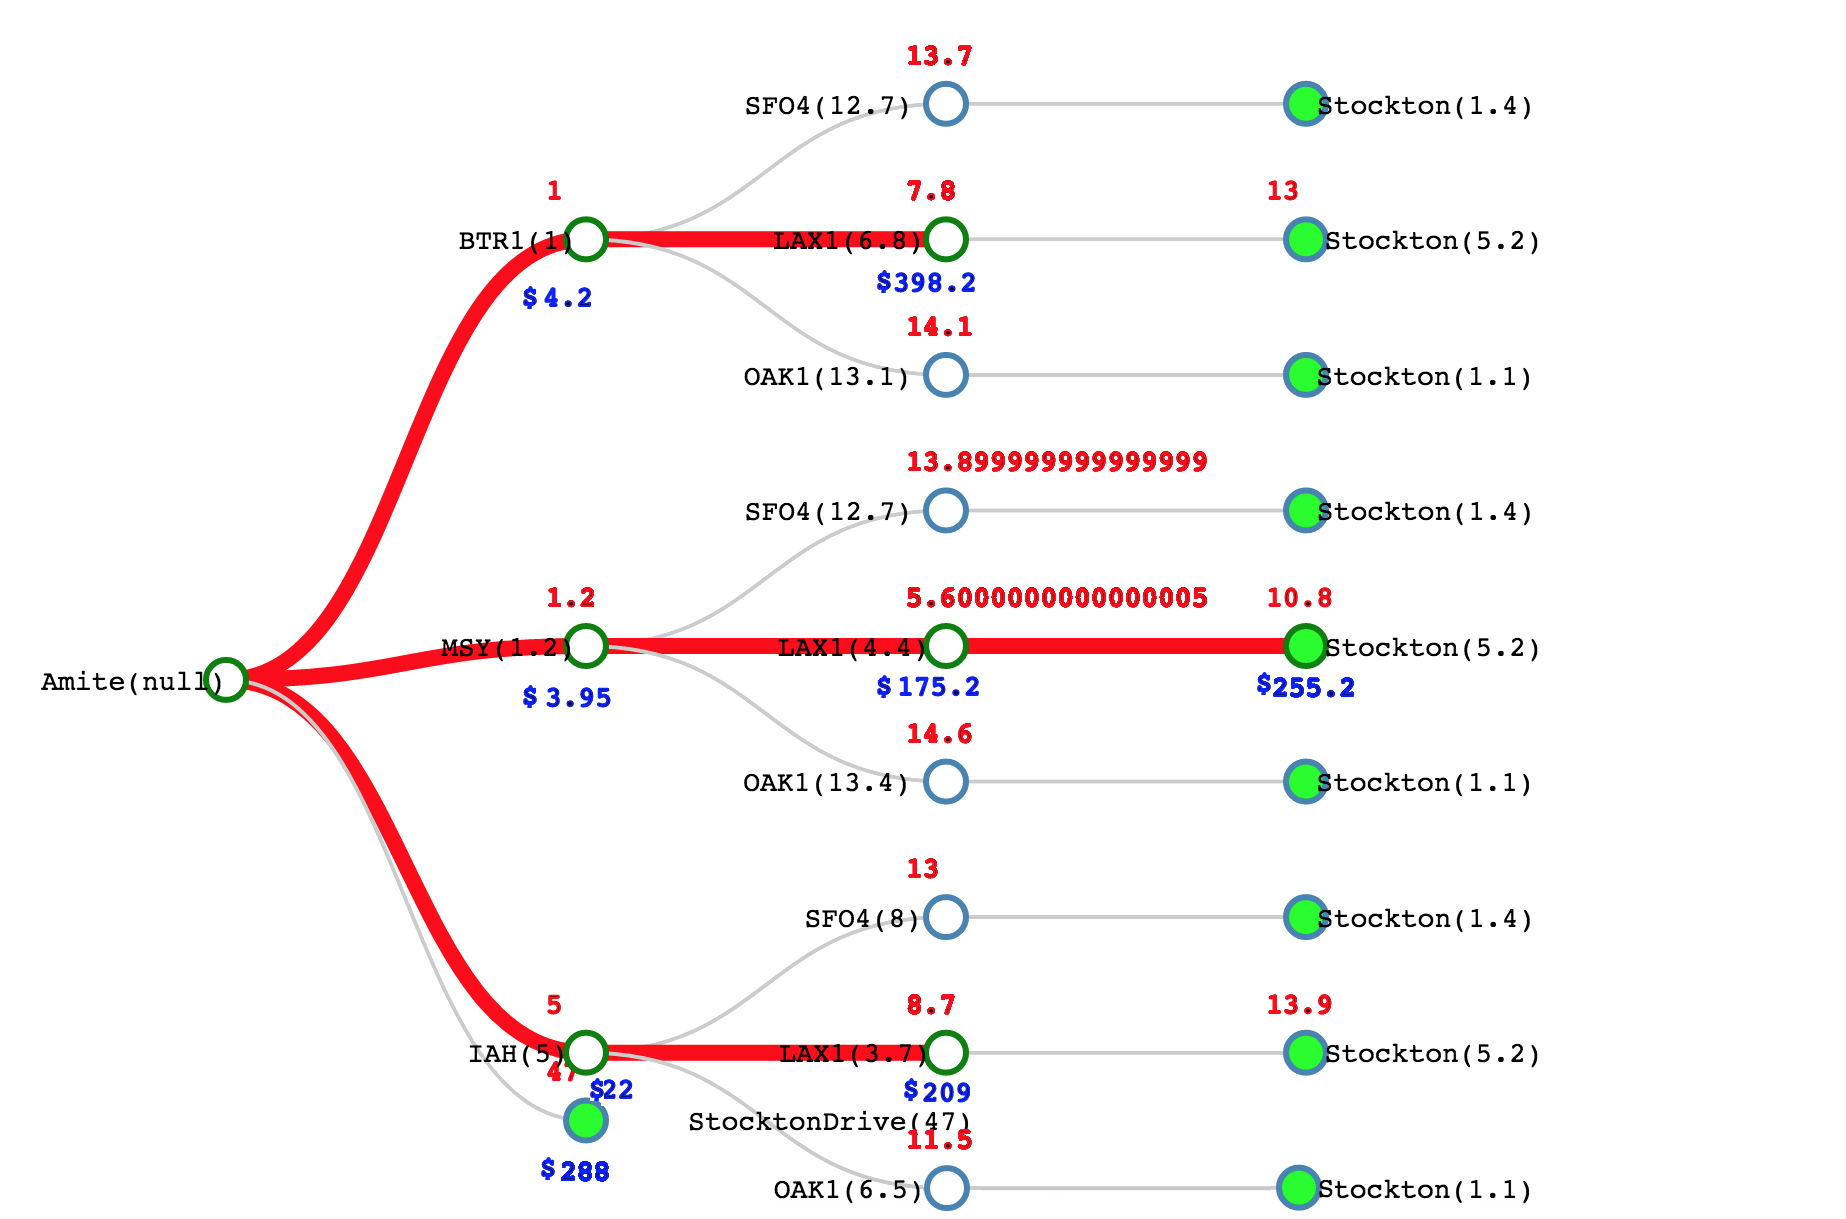 13.7
SFO4(12.7)
Stockton(1.4)
1
7.8
13
BTR1(1)
LAX1(6.8)
Stockton(5.2)
$4.2
$398.2
14.1
OAK1(13.1)
Stockton(1.1)
13.899999999999999
SFO4(12.7)
Stockton(1.4)
1.2
5.6000000000000005
10.8
MSY(1.2)
LAX1(4.4)
Stockton(5.2)
Amite(null)
$3.95
$175.2
$255.2
14.6
OAK1(13.4)
Stockton(1.1)
13
SFO4(8)
Stockton(1.4)
5
8.7
13.9
IAH(5)
LAX1(3.7)
Stockton(5.2)
47
$22
$209
StocktonDrive(47)
11.5
$288
OAK1(6.5)
Stockton(1.1)